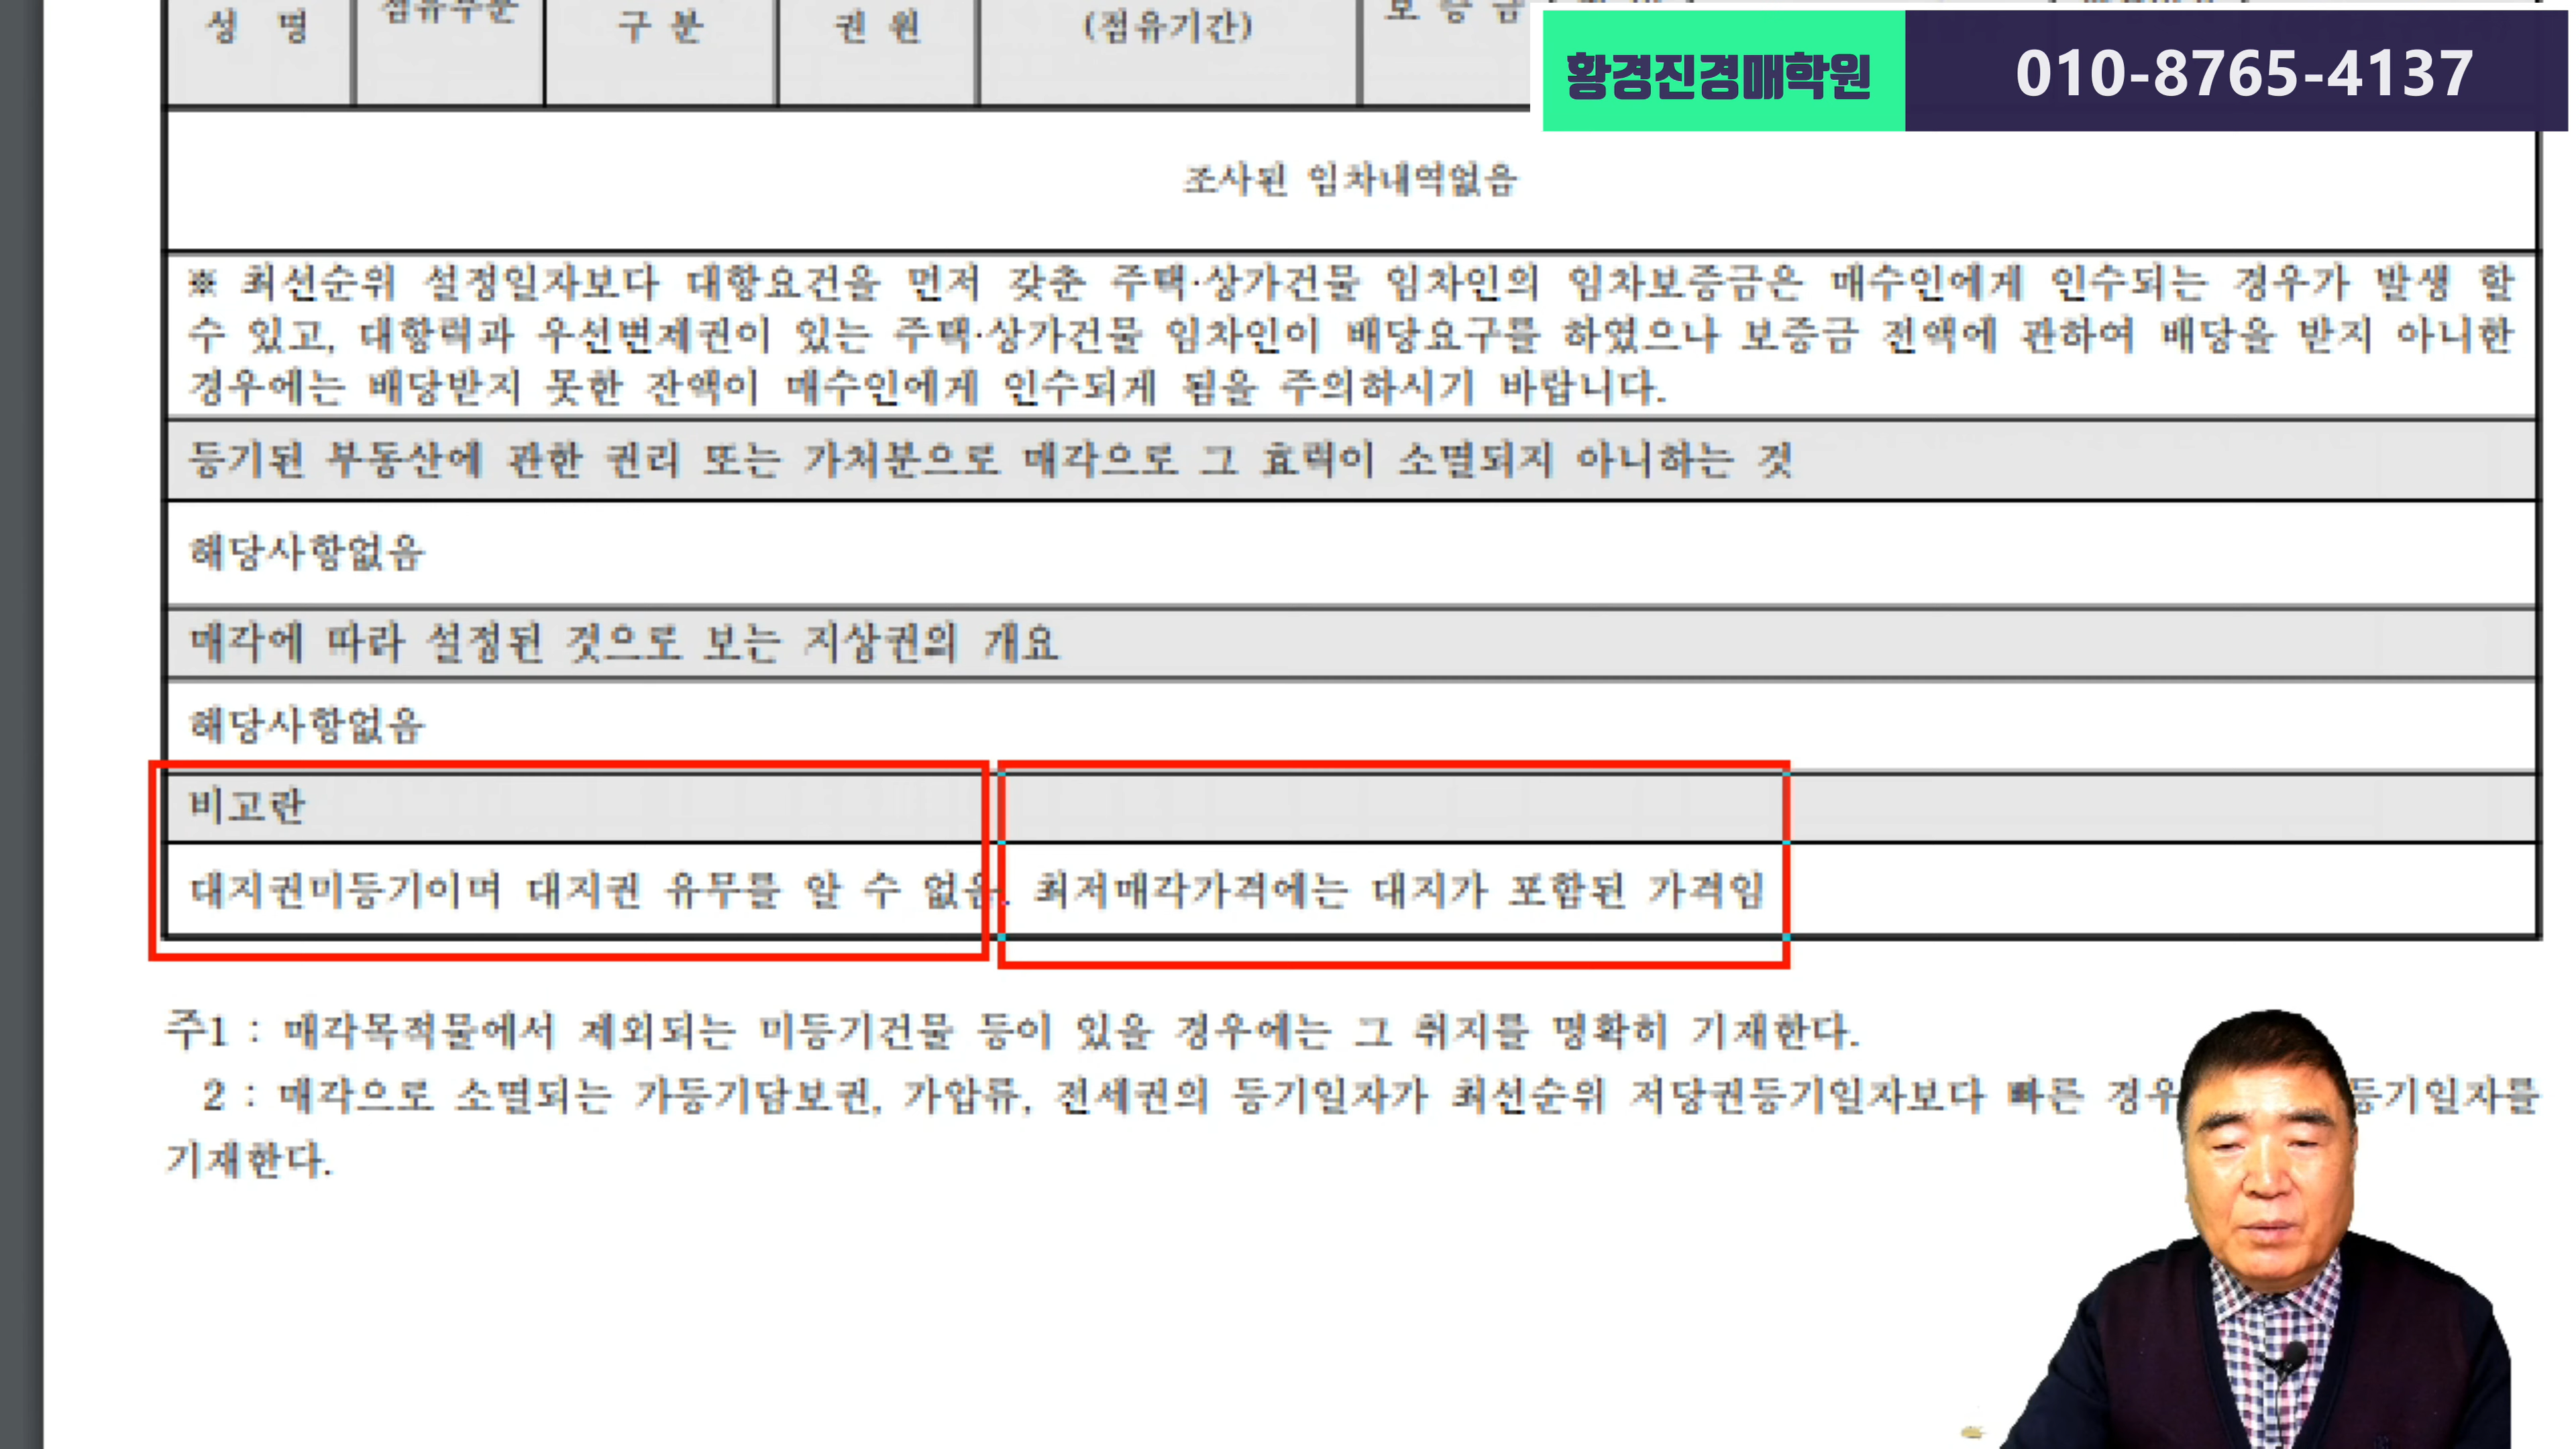 황경진경매학원 010-8765-4137
성 명 점유부분 구 분 권 원 (점유기간) 보 증 금
조사된 임차내역없음
※ 최선순위 설정일자보다 대항요건을 먼저 갖춘 주택·상가건물 임차인의 임차보증금은 매수인에게 인수되는 경우가 발생 할
수 있고, 대항력과 우선변제권이 있는 주택·상가건물 임차인이 배당요구를 하였으나 보증금 전액에 관하여 배당을 받지 아니한
경우에는 배당받지 못한 잔액이 매수인에게 인수되게 됨을 주의하시기 바랍니다.
등기된 부동산에 관한 권리 또는 가처분으로 매각으로 그 효력이 소멸되지 아니하는 것
해당사항없음
매각에 따라 설정된 것으로 보는 지상권의 개요
해당사항없음
비고란
대지권미등기이며 대지권 유무를 알 수 없음. 최저매각가격에는 대지가 포함된 가격임
주1 : 매각목적물에서 제외되는 미등기건물 등이 있을 경우에는 그 취지를 명확히 기재한다.
2 : 매각으로 소멸되는 가등기담보권, 가압류, 전세권의 등기일자가 최선순위 저당권등기일자보다 빠른 경우 등기일자를
기재한다.